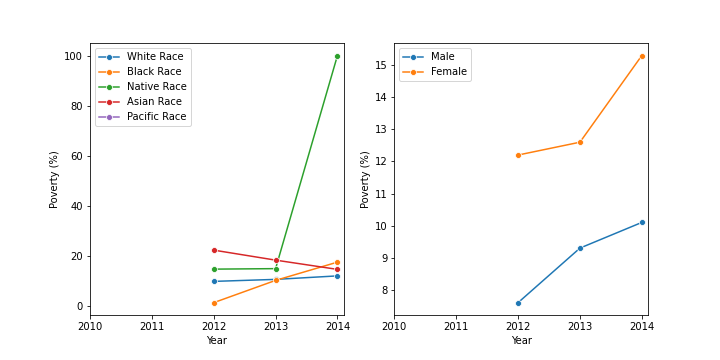 White Race
Black Race
Native Race
Asian Race
Pacific Race
Poverty (%)
100
80
60
40
20
0
2010 2011 2012 2013 2014
Year
Male
Female
Poverty (%)
15
14
13
12
11
10
9
8
2010 2011 2012 2013 2014
Year